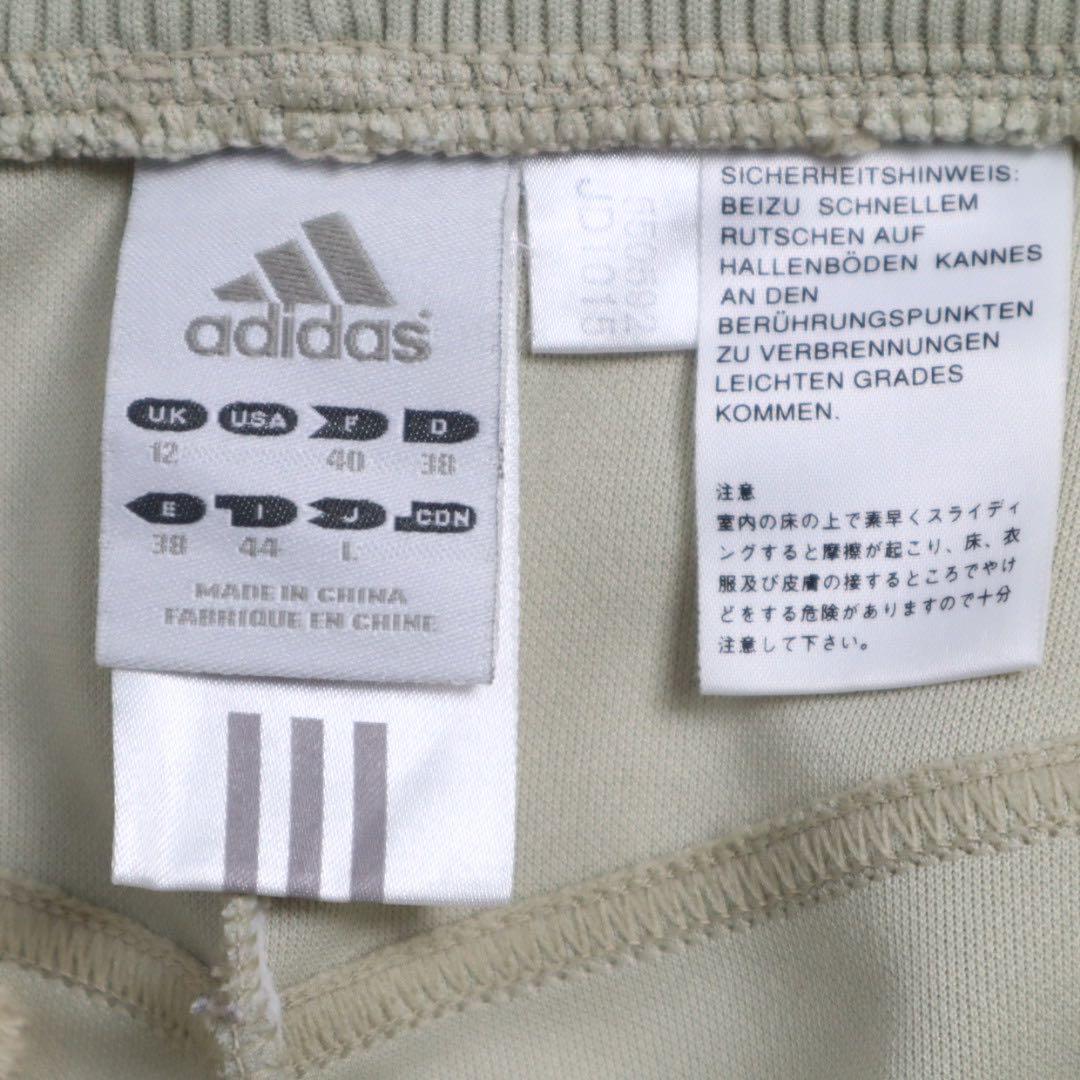 adidas
UK USA F D
12 40 38
E I J CDN
38 44 L
MADE IN CHINA
FABRIQUE EN CHINE
SICHERHEITSHINWEIS:
BEIZU SCHNELLEM
RUTSCHEN AUF
HALLENBÖDEN KANNES
AN DEN
BERÜHRUNGSPUNKTEN
ZU VERBRENNUNGEN
LEICHTEN GRADES
KOMMEN.
注意
室内の床の上で素早くスライディ
ングすると摩擦が起こり、床、衣
服及び皮膚の接するところでやけ
どをする危険がありますので十分
注意して下さい。